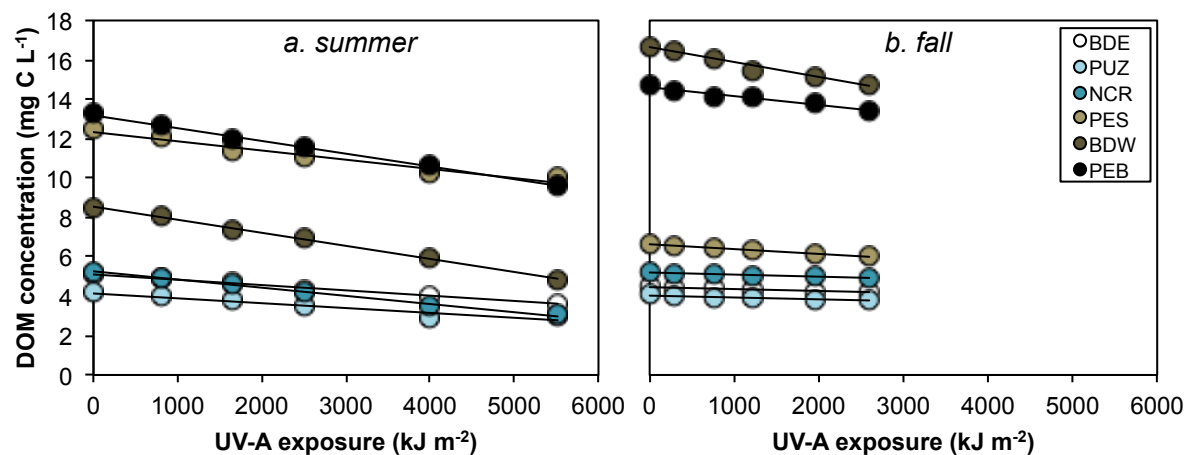 a. summer
b. fall
DOM concentration (mg C L-1)
18
16
14
12
10
8
6
4
2
0
0 1000 2000 3000 4000 5000 6000
UV-A exposure (kJ m-2)
0 1000 2000 3000 4000 5000 6000
UV-A exposure (kJ m-2)
BDE
PUZ
NCR
PES
BDW
PEB